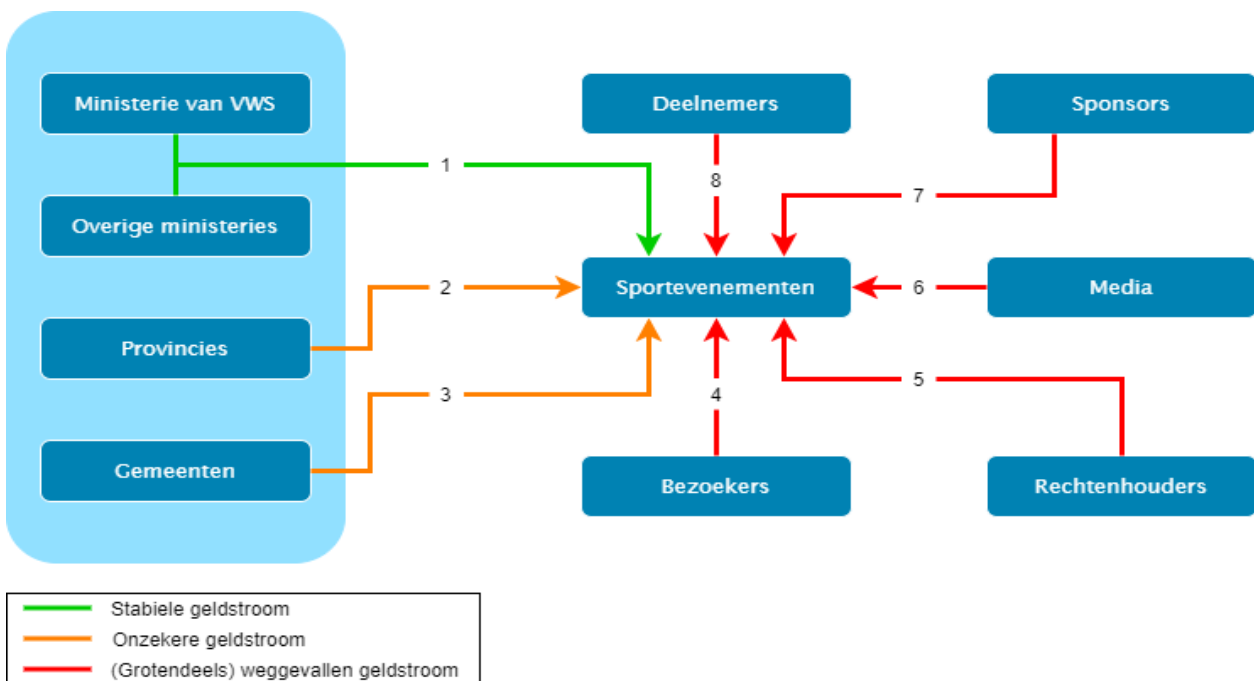 Ministerie van VWS
Deelnemers
Sponsors
1
8
7
Overige ministeries
2
Sportevenementen
6
Media
Provincies
3
4
5
Gemeenten
Bezoekers
Rechtenhouders
Stabiele geldstroom
Onzekere geldstroom
(Grotendeels) weggevallen geldstroom